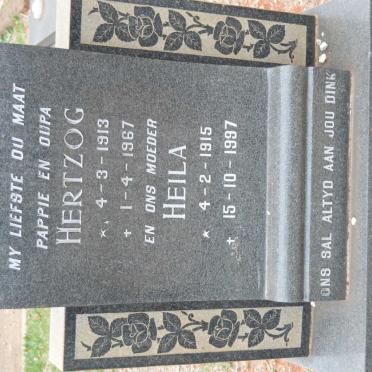 MY LIEFSTE OU MAAT
PAPPIE EN OUPA
HERTZOG
* 4-3-1913
+ 1-4-1967
EN ONS MOEDER
HEILA
* 4-2-1915
+ 15-10-1997
ONS SAL ALTYD AAN JOU DINK